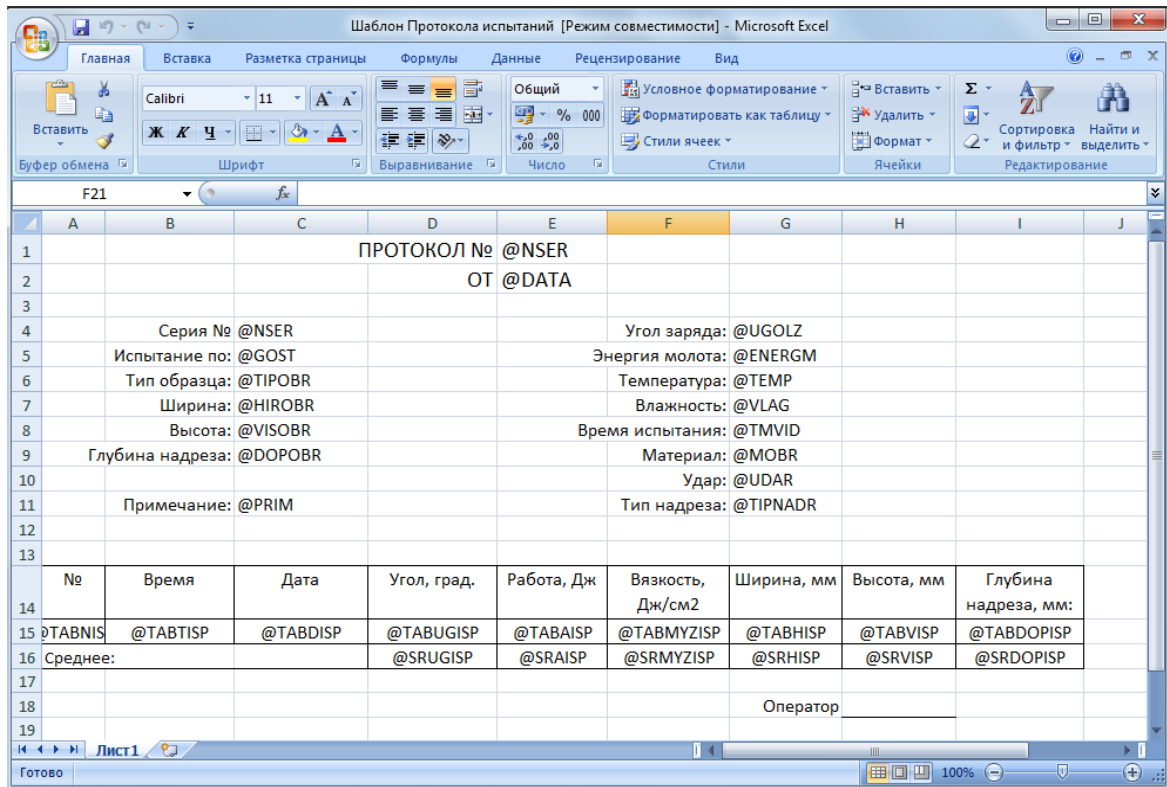 Шаблон Протокола испытаний [Режим совместимости] - Microsoft Excel
Главная Вставка Разметка страницы Формулы Данные Рецензирование Вид
Вставить
Calibri 11
Ж К Ч
Общий
% 000
,00 ,0
Условное форматирование
Форматировать как таблицу
Стили ячеек
Вставить
Удалить
Формат
Σ
Сортировка и фильтр
Найти и выделить
Буфер обмена Шрифт Выравнивание Число Стили Ячейки Редактирование
F21 fx
A B C D E F G H I J
1 ПРОТОКОЛ № @NSER
2 ОТ @DATA
3
4 Серия № @NSER Угол заряда: @UGOLZ
5 Испытание по: @GOST Энергия молота: @ENERGM
6 Тип образца: @TIPOBR Температура: @TEMP
7 Ширина: @HIROBR Влажность: @VLAG
8 Высота: @VISOBR Время испытания: @TMVID
9 Глубина надреза: @DOPOBR Материал: @MOBR
10 Удар: @UDAR
11 Примечание: @PRIM Тип надреза: @TIPNADR
12
13
№ Время Дата Угол, град. Работа, Дж Вязкость, Ширина, мм Высота, мм Глубина
14 Дж/см2 надреза, мм:
15 @TABNIS @TABTISP @TABDISP @TABUGISP @TABAISP @TABMYZISP @TABHISP @TABVISP @TABDOPISP
16 Среднее: @SRUGISP @SRAISP @SRMYZISP @SRHISP @SRVISP @SRDOPISP
17
18 Оператор
19
Лист1
Готово 100%